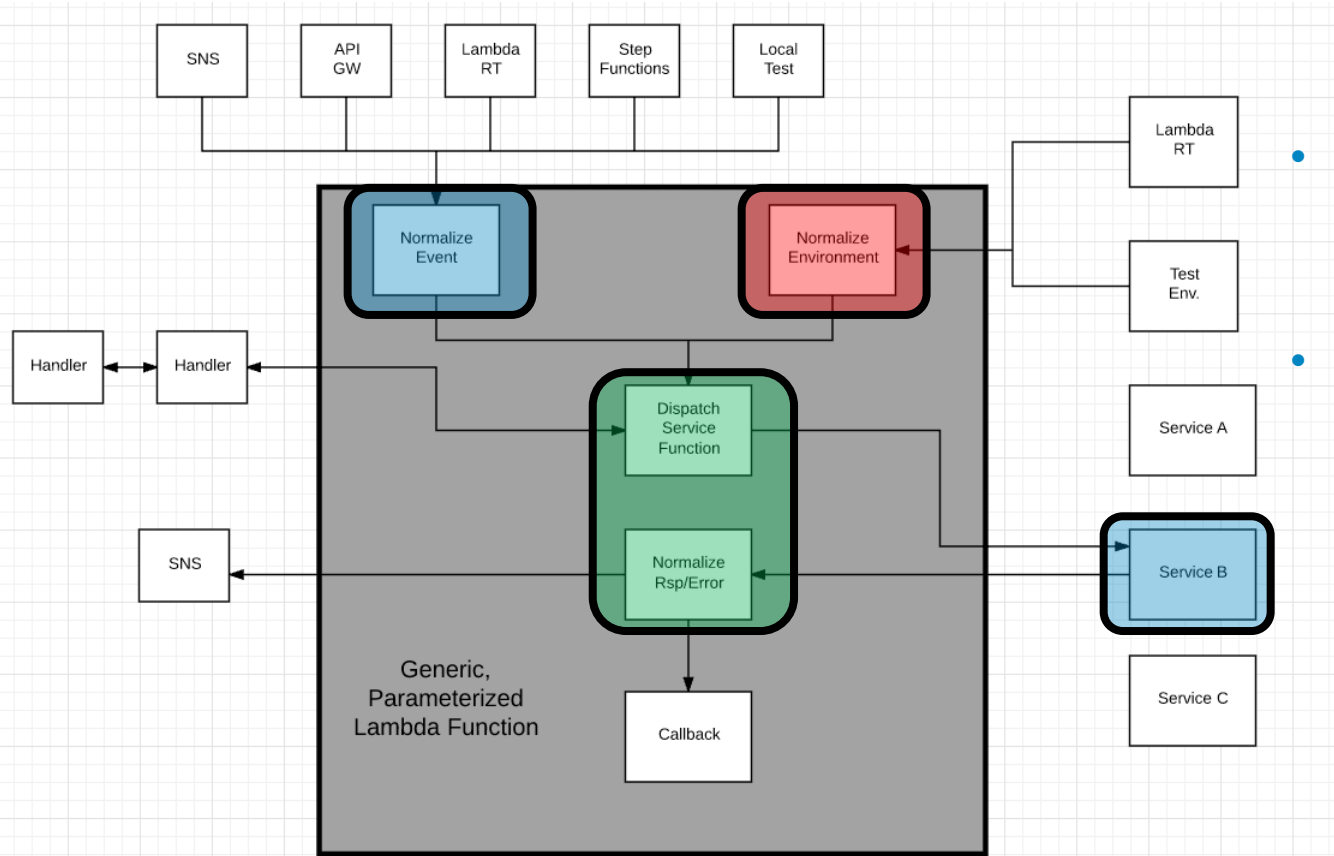 SNS
API
GW
Lambda
RT
Step
Functions
Local
Test
Lambda
RT
Normalize
Event
Normalize
Environment
Test
Env.
Handler
Handler
Dispatch
Service
Function
Service A
SNS
Normalize
Rsp/Error
Service B
Generic,
Parameterized
Lambda Function
Callback
Service C